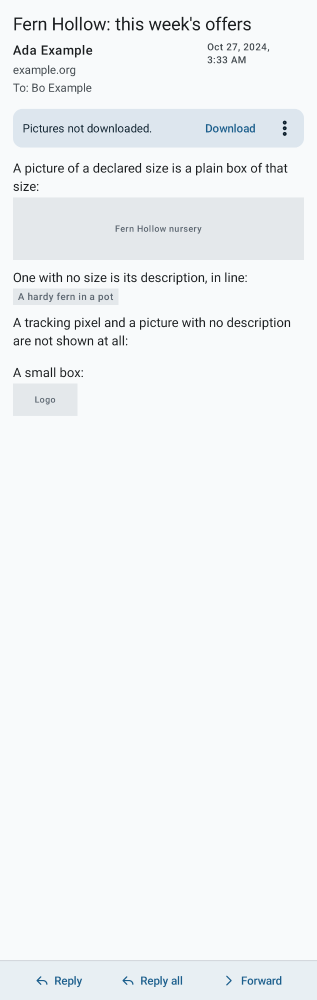 Fern Hollow: this week's offers
Ada Example
Oct 27, 2024,
3:33 AM
example.org
To: Bo Example
Pictures not downloaded.
Download
A picture of a declared size is a plain box of that
size:
Fern Hollow nursery
One with no size is its description, in line:
A hardy fern in a pot
A tracking pixel and a picture with no description
are not shown at all:
A small box:
Logo
Reply
Reply all
Forward